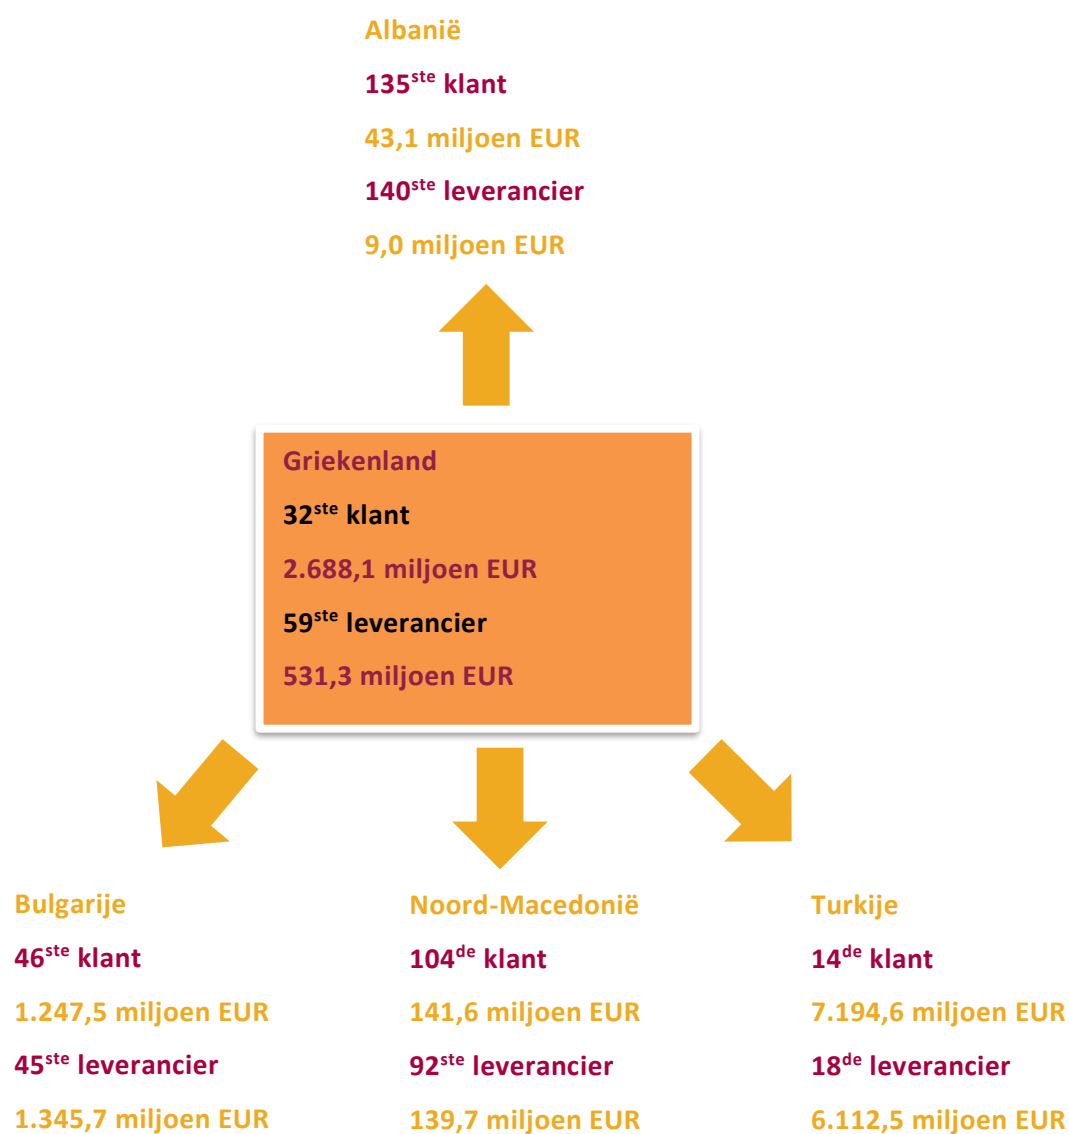 Albanië
135ste klant
43,1 miljoen EUR
140ste leverancier
9,0 miljoen EUR
Griekenland
32ste klant
2.688,1 miljoen EUR
59ste leverancier
531,3 miljoen EUR
Bulgarije
46ste klant
1.247,5 miljoen EUR
45ste leverancier
1.345,7 miljoen EUR
Noord-Macedonië
104de klant
141,6 miljoen EUR
92ste leverancier
139,7 miljoen EUR
Turkije
14de klant
7.194,6 miljoen EUR
18de leverancier
6.112,5 miljoen EUR